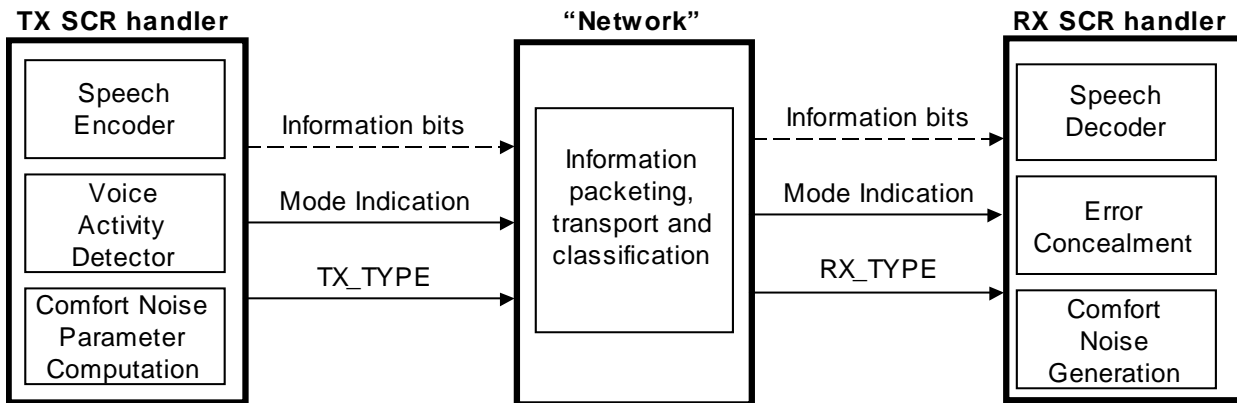 TX SCR handler
Speech
Encoder
Voice
Activity
Detector
Comfort Noise
Parameter
Computation
Information bits
Mode Indication
TX_TYPE
“Network”
Information
packeting,
transport and
classification
Information bits
Mode Indication
RX_TYPE
RX SCR handler
Speech
Decoder
Error
Concealment
Comfort
Noise
Generation